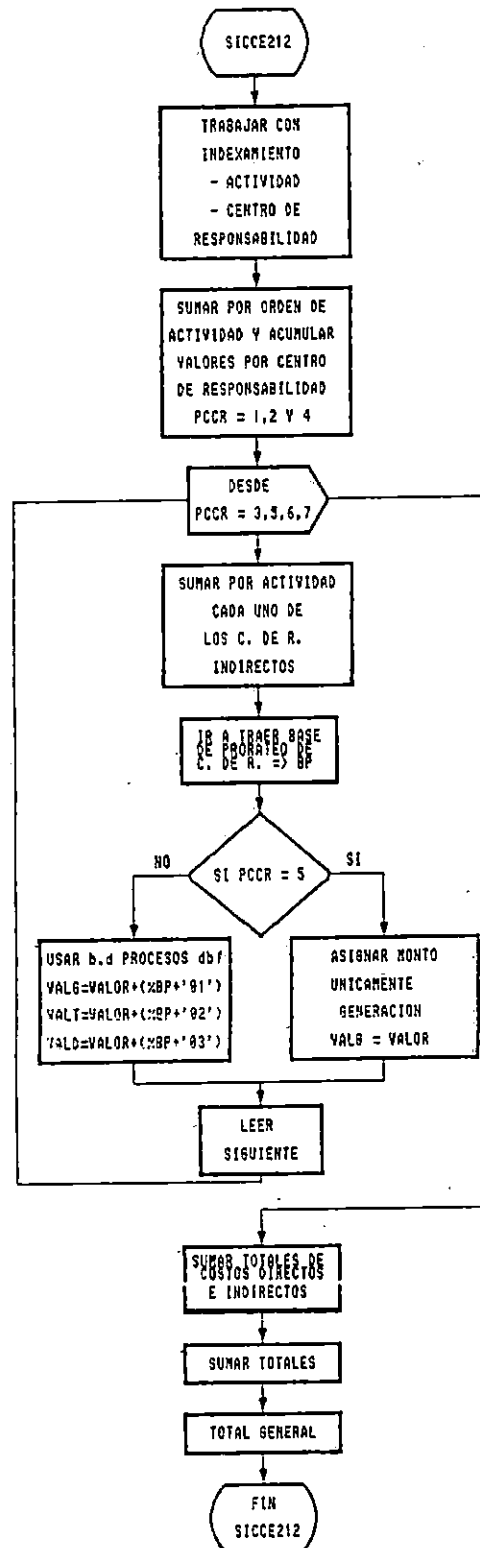 SICCE212
TRABAJAR CON
INDEXAMIENTO
- ACTIVIDAD
- CENTRO DE
RESPONSABILIDAD
SUMAR POR ORDEN DE
ACTIVIDAD Y ACUMULAR
VALORES POR CENTRO
DE RESPONSABILIDAD
PCCR = 1,2 Y 4
DESDE
PCCR = 3,5,6,7
SUMAR POR ACTIVIDAD
CADA UNO DE
LOS C. DE R.
INDIRECTOS
IR A TRAER BASE
DE PRORATEO DE
C. DE R. => BP
NO
SI PCCR = 5
SI
USAR b.d PROCESOS dbf
VALG=VALOR+(%BP+'01')
VALT=VALOR+(%BP+'02')
VALD=VALOR+(%BP+'03')
ASIGNAR MONTO
UNICAMENTE
GENERACION
VALG = VALOR
LEER
SIGUIENTE
SUMAR TOTALES DE
COSTOS DIRECTOS
E INDIRECTOS
SUMAR TOTALES
TOTAL GENERAL
FIN
SICCE212